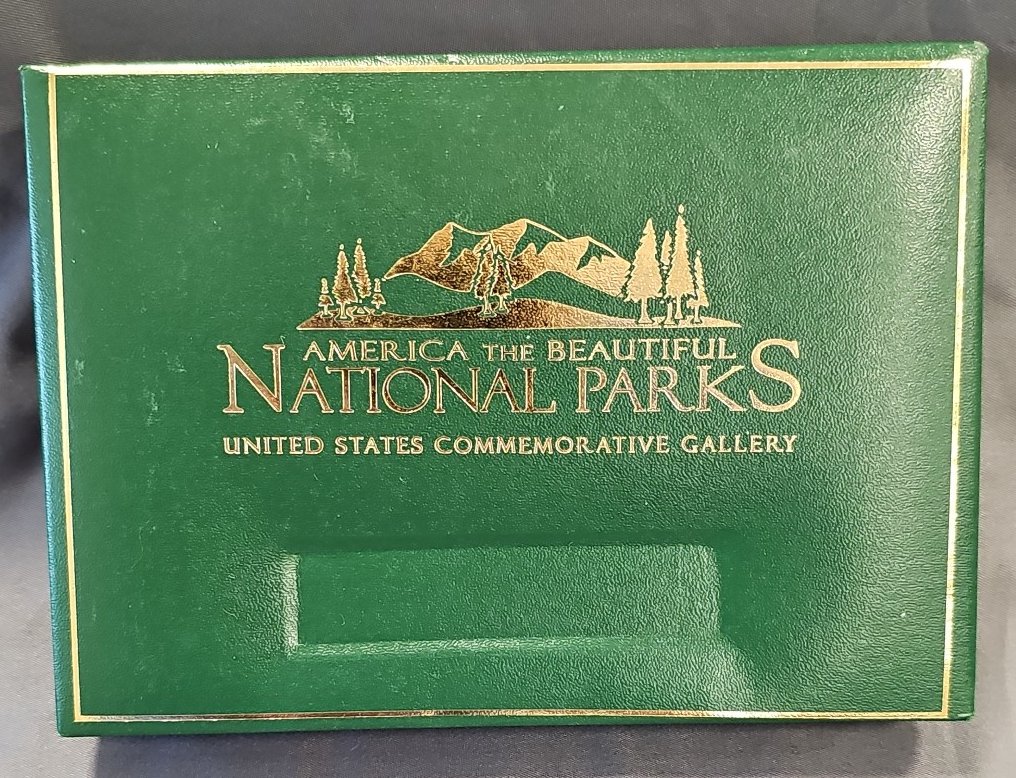 AMERICA THE BEAUTIFUL
NATIONAL PARKS
UNITED STATES COMMEMORATIVE GALLERY